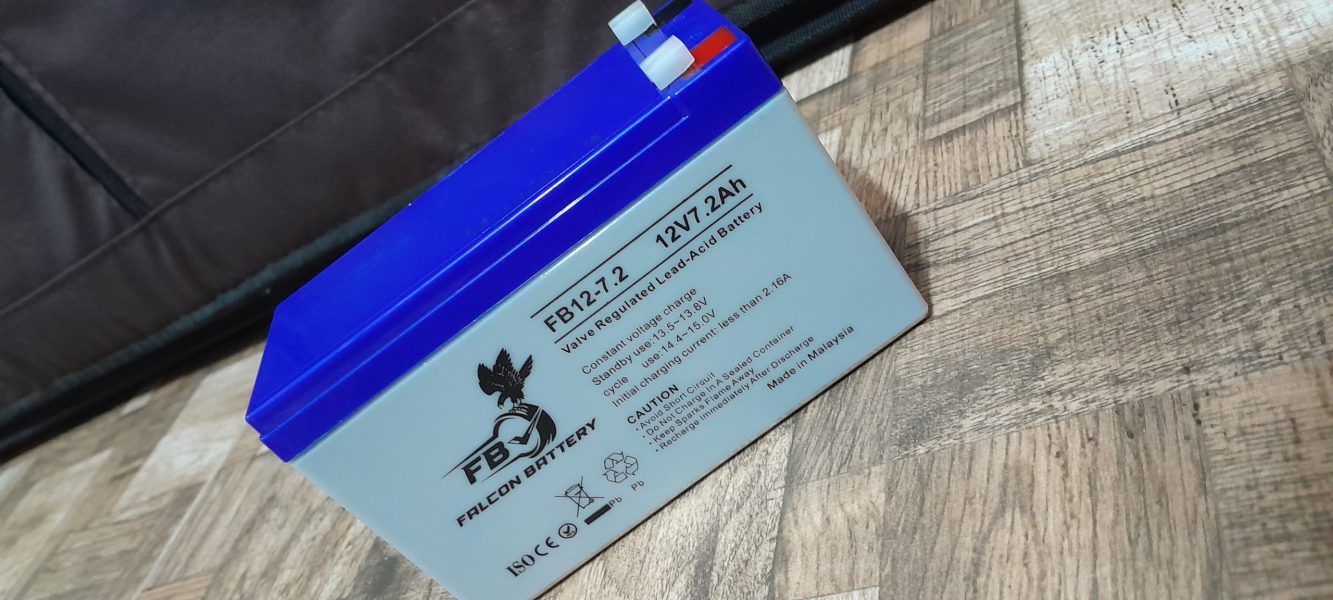 FB12-7.2 12V7.2Ah
Valve Regulated Lead-Acid Battery
Constant voltage charge
Standby use:13.5~13.8V
cycle use:14.4~15.0V
Initial charging current: less than 2.16A
CAUTION
• Avoid Short Circuit
• Do Not Charge In A Sealed Container
• Keep Sparks Flame Away
• Recharge Immediately After Discharge
Made in Malaysia
FB
FALCON BATTERY
Pb Pb
ISO CE